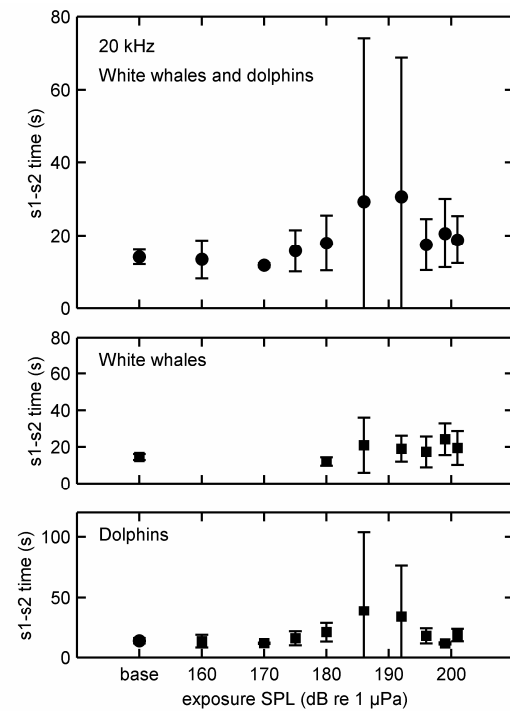 80
20 kHz
White whales and dolphins
60
s1-s2 time (s)
40
20
0
80
White whales
60
s1-s2 time (s)
40
20
0
Dolphins
100
s1-s2 time (s)
50
0
base 160 170 180 190 200
exposure SPL (dB re 1 μPa)